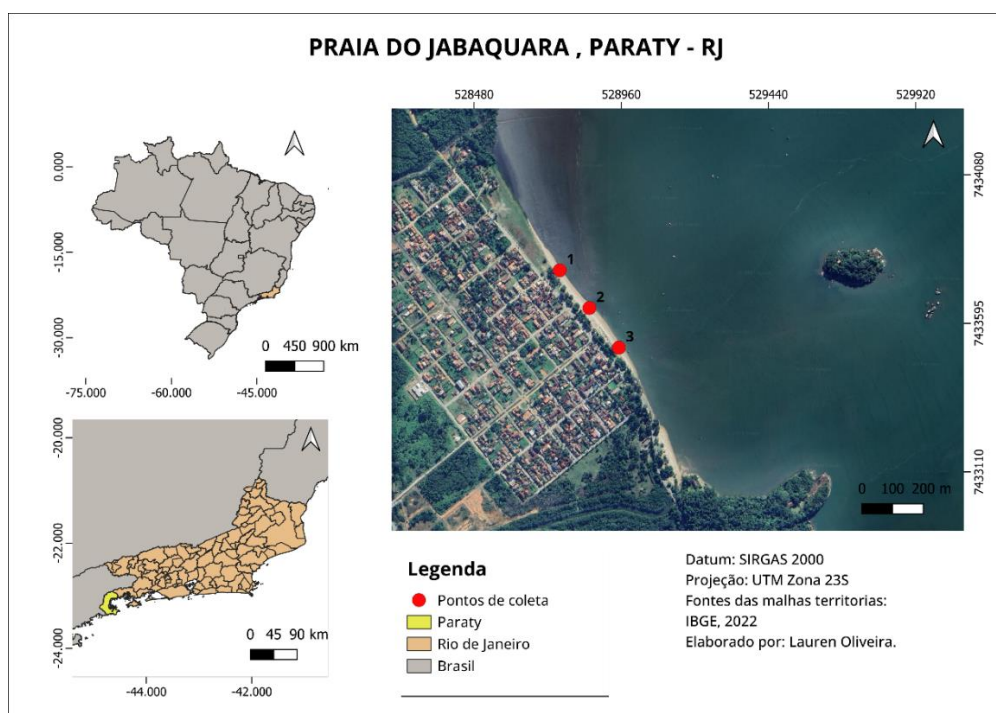 PRAIA DO JABAQUARA , PARATY - RJ
528480
528960
529440
529920
7434080
7433595
7433110
1
2
3
0 100 200 m
0.000
-15.000
-30.000
0 450 900 km
-75.000
-60.000
-45.000
-20.000
-22.000
-24.000
0 45 90 km
-44.000
-42.000
Legenda
Pontos de coleta
Paraty
Rio de Janeiro
Brasil
Datum: SIRGAS 2000
Projeção: UTM Zona 23S
Fontes das malhas territorias:
IBGE, 2022
Elaborado por: Lauren Oliveira.